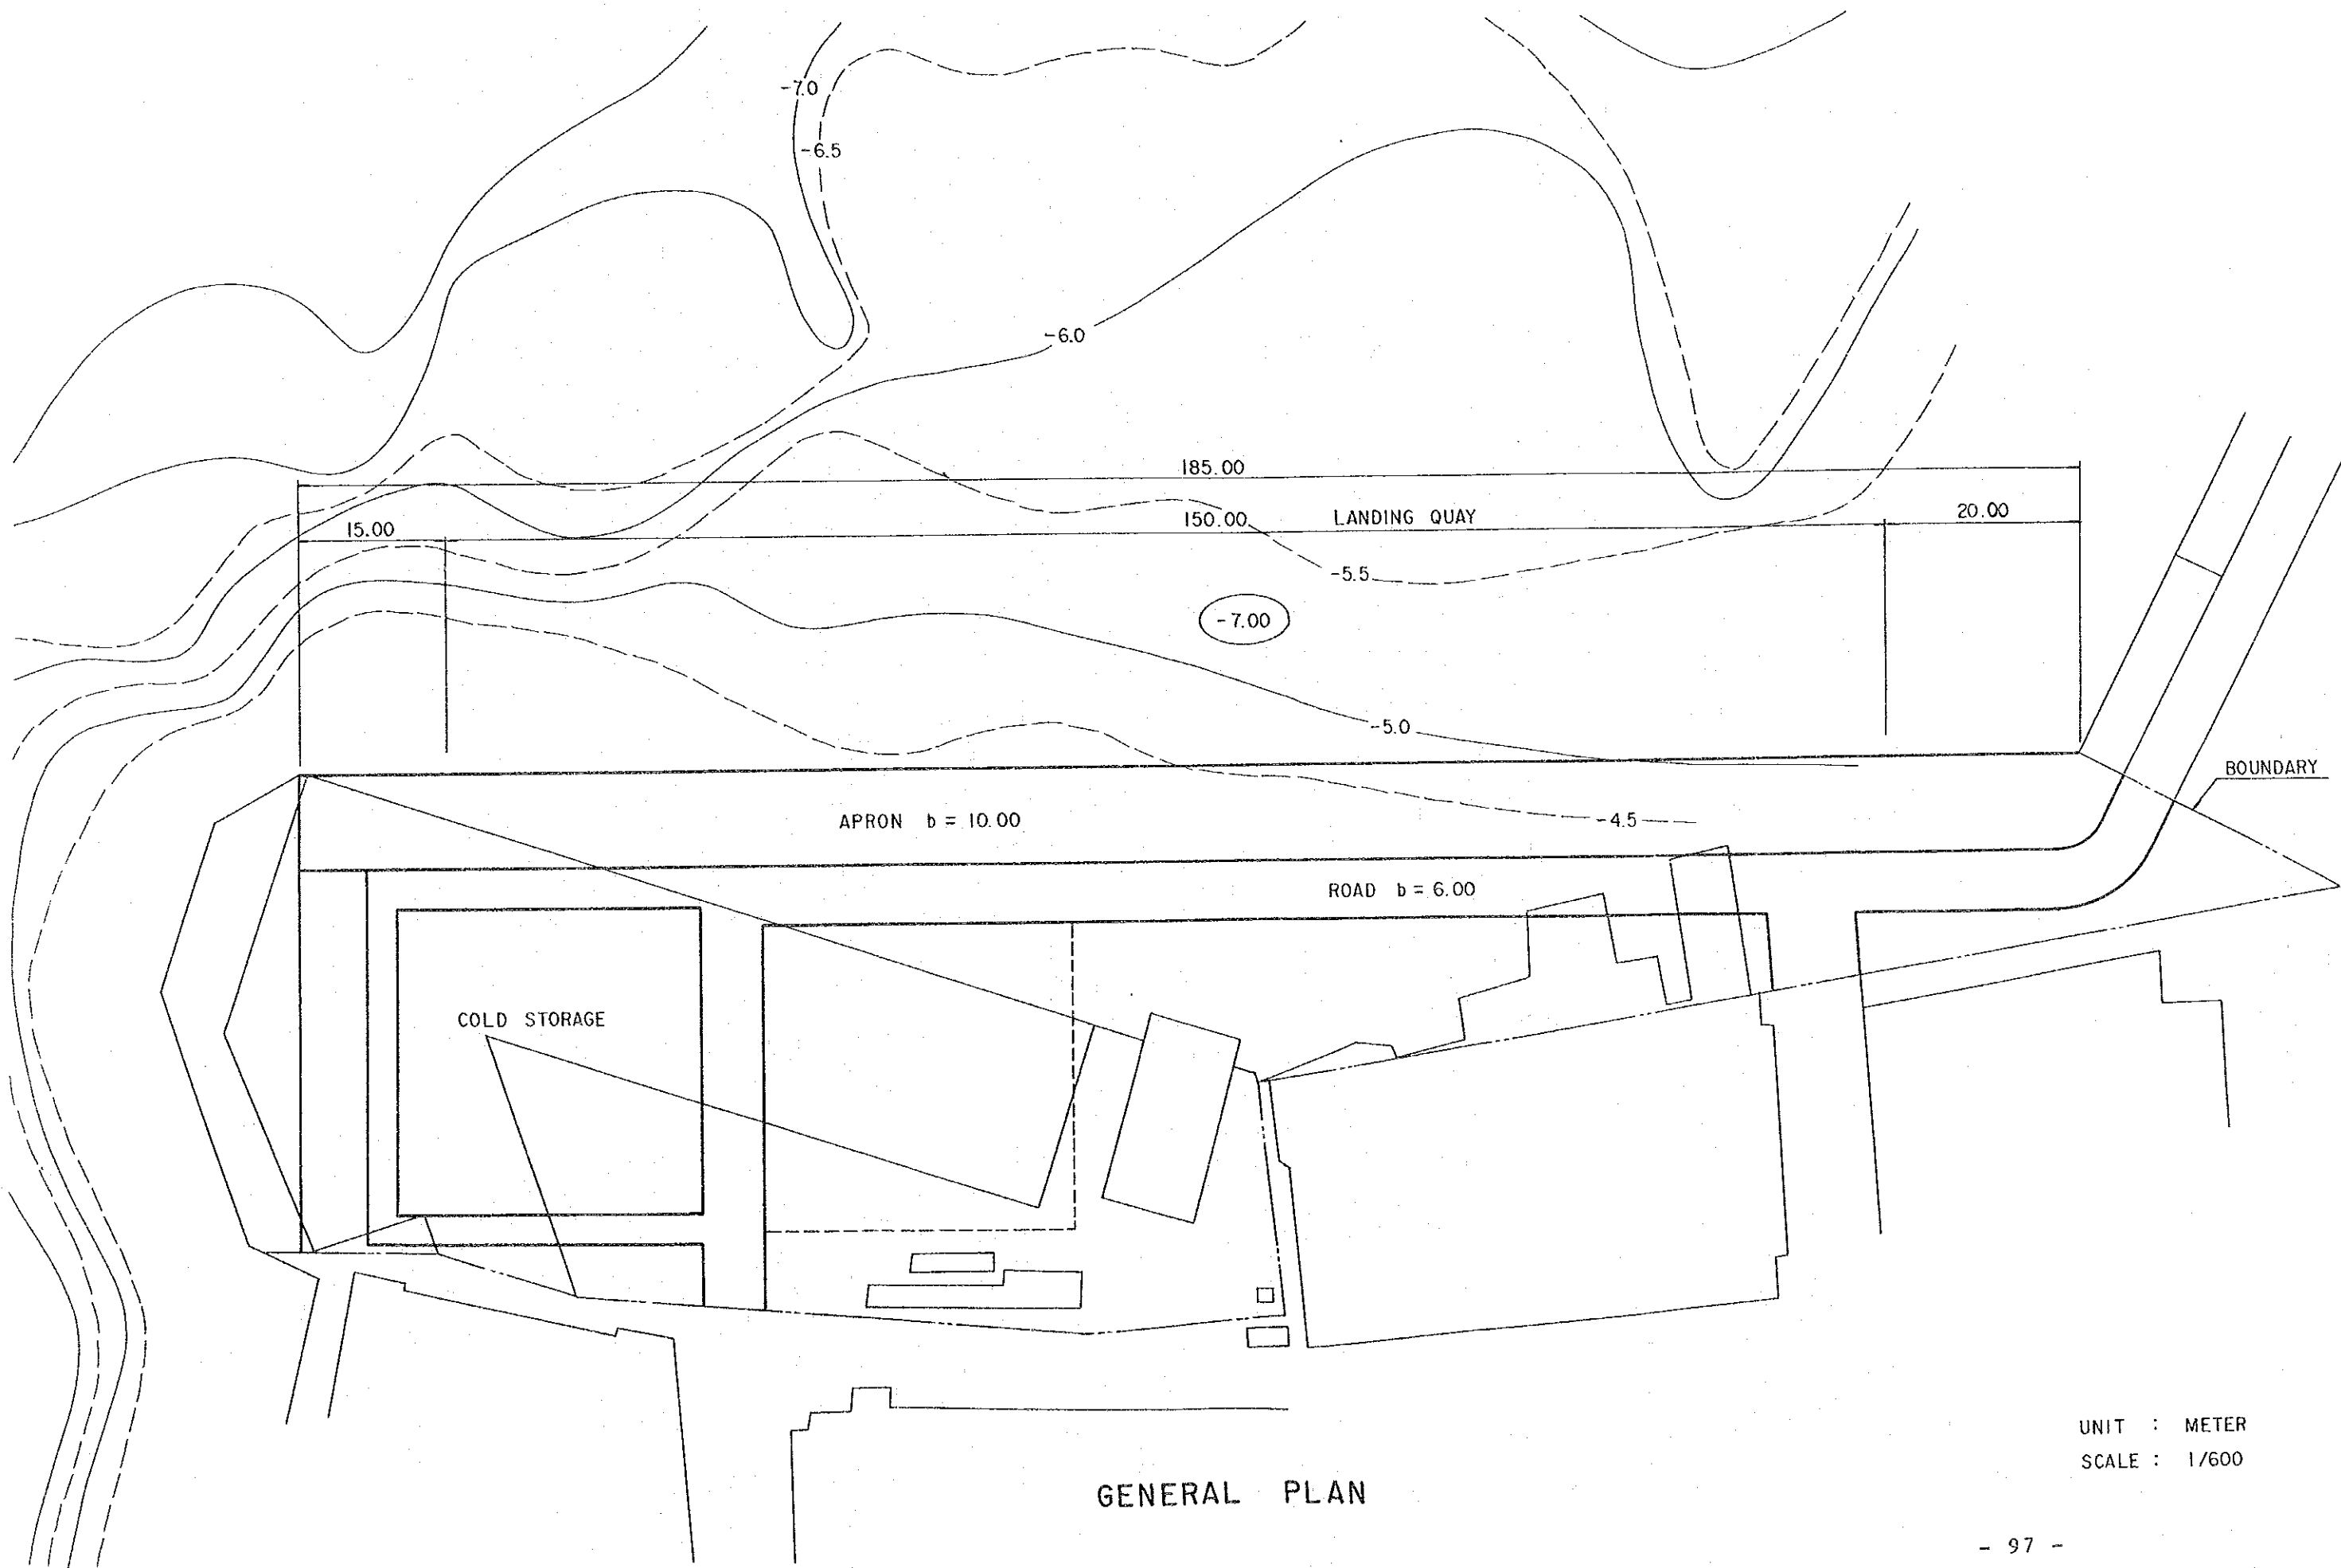 -7.0
-6.5
-6.0
185.00
15.00
150.00
LANDING QUAY
20.00
-5.5
-7.00
-5.0
BOUNDARY
APRON b = 10.00
-4.5
ROAD b = 6.00
COLD STORAGE
UNIT : METER
SCALE : 1/600
GENERAL PLAN
- 97 -